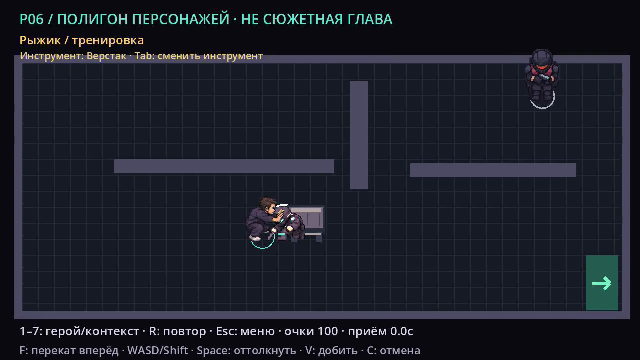 P06 / ПОЛИГОН ПЕРСОНАЖЕЙ · НЕ СЮЖЕТНАЯ ГЛАВА
Рыжик / тренировка
Инструмент: Верстак · Tab: сменить инструмент
→
1–7: герой/контекст · R: повтор · Esc: меню · очки 100 · приём 0.0с
F: перекат вперёд · WASD/Shift · Space: оттолкнуть · V: добить · C: отмена